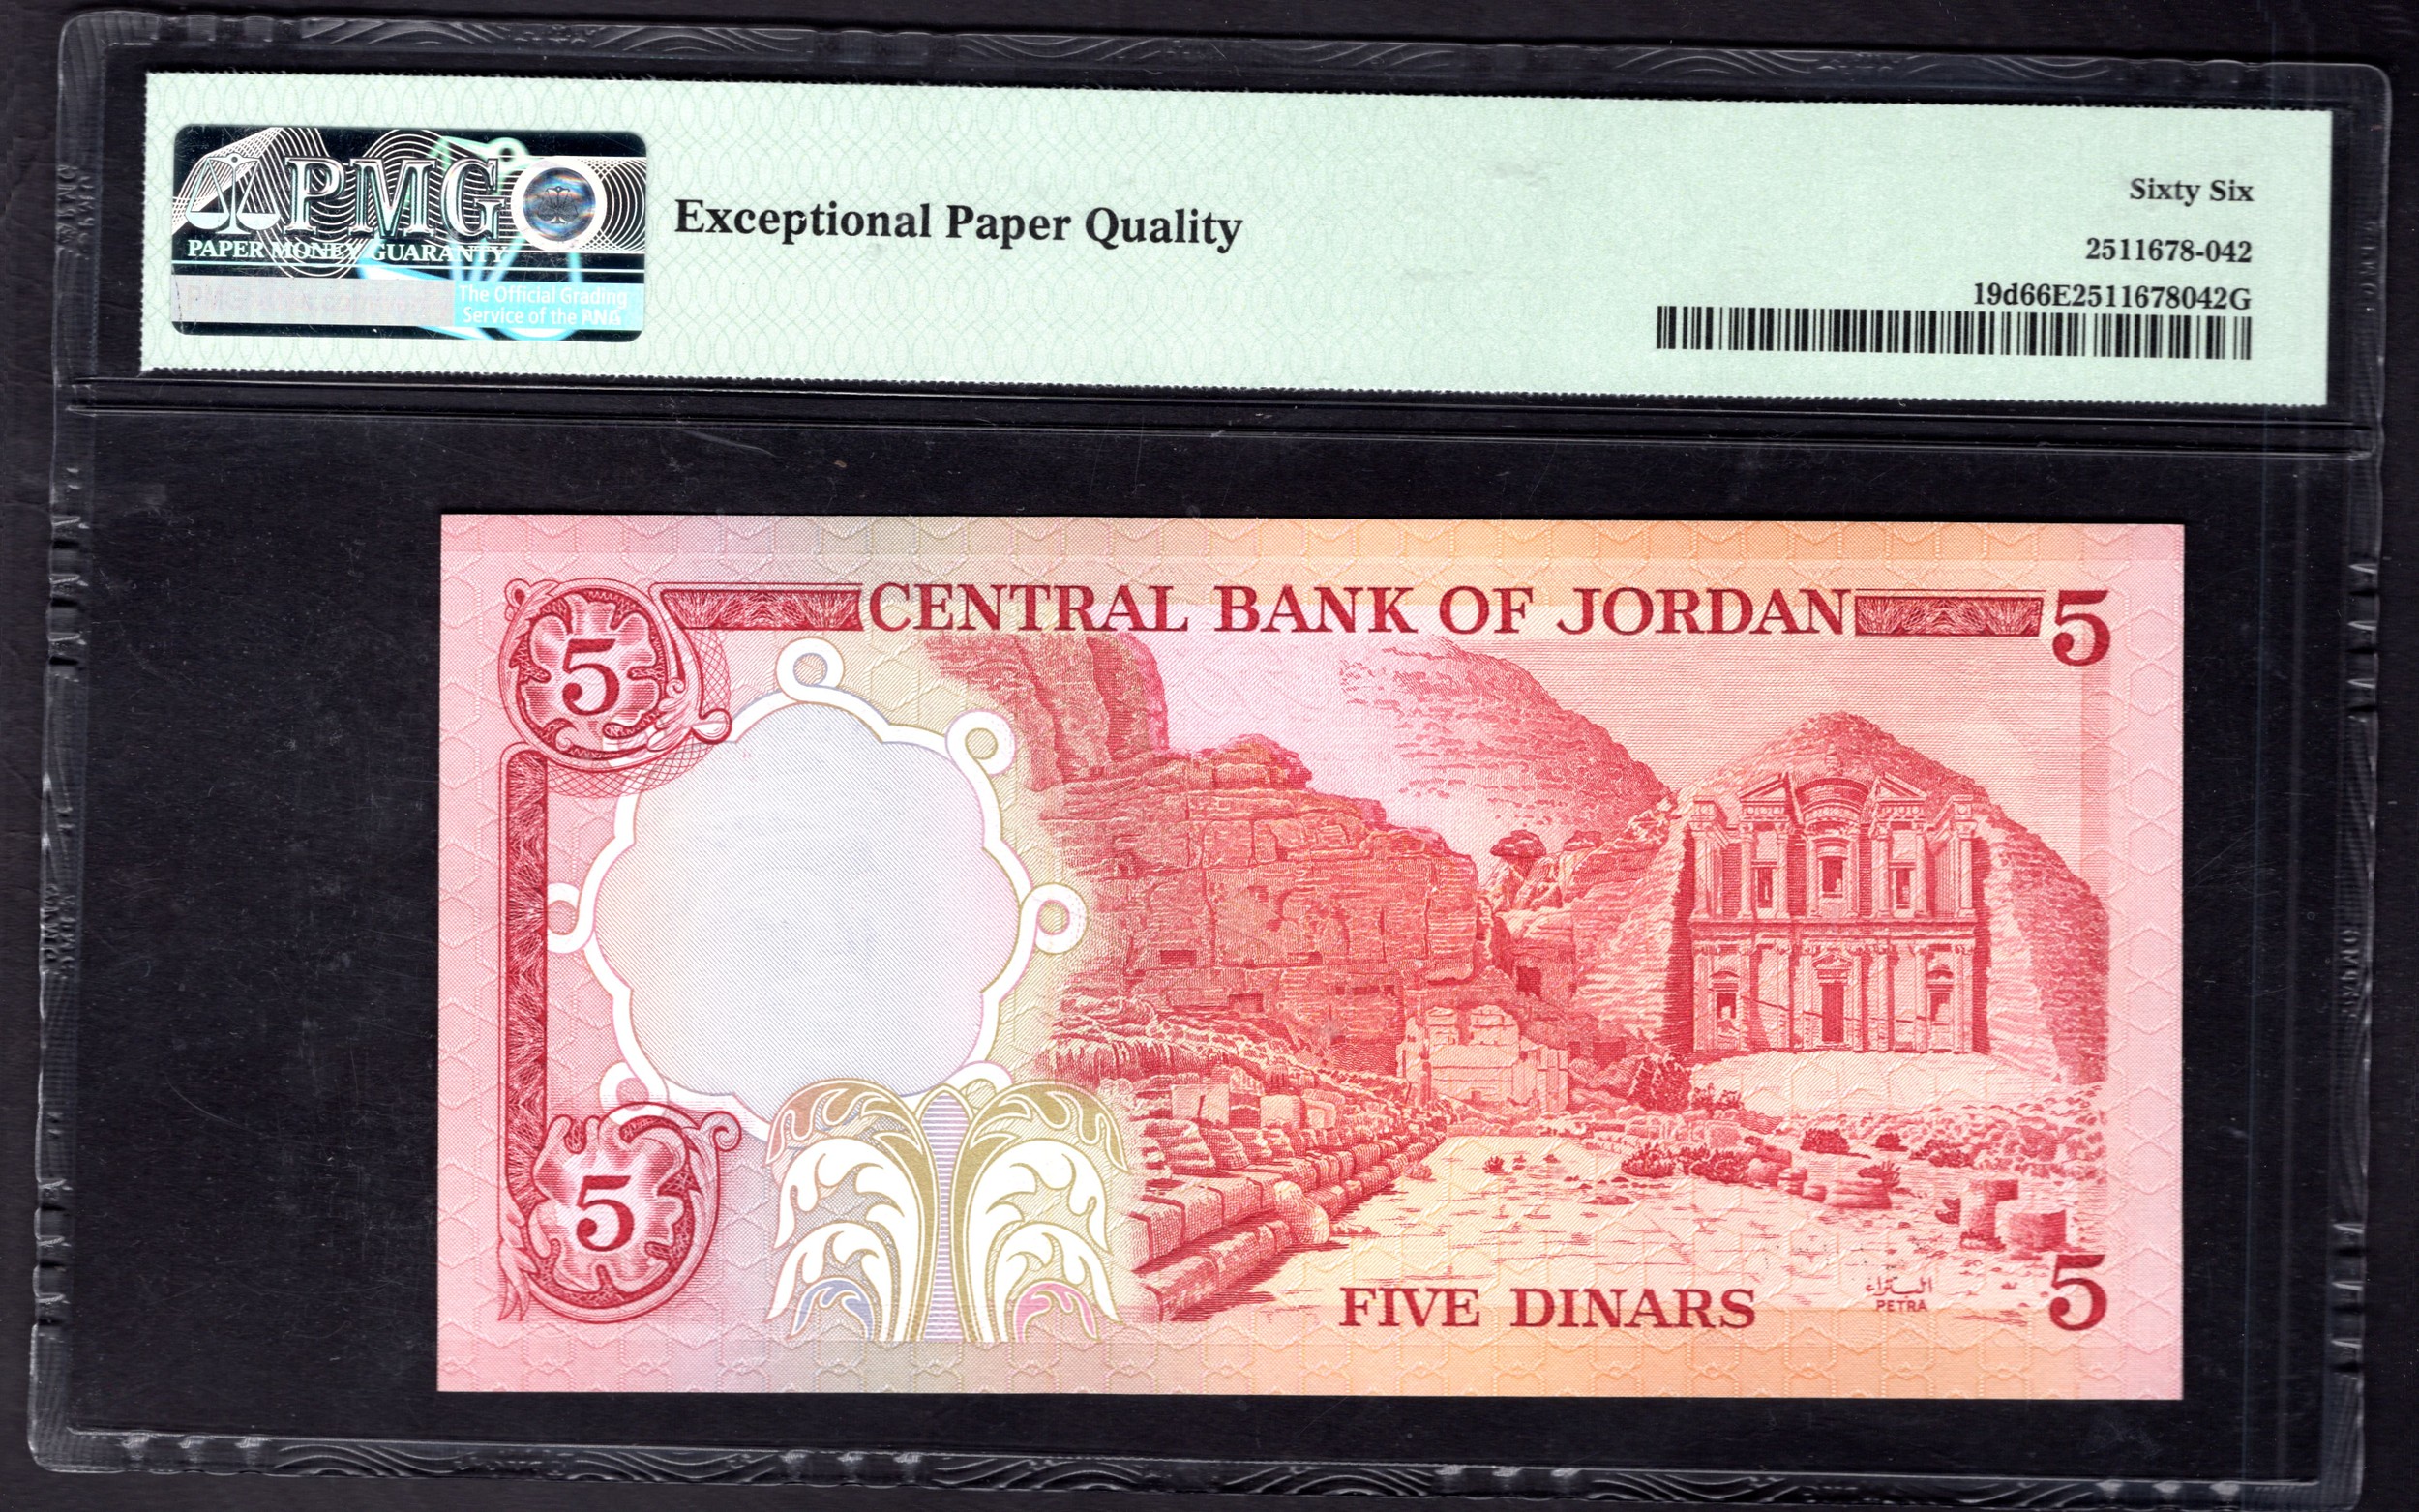 PMG
PAPER MONEY GUARANTY
The Official Grading
Service of the
Exceptional Paper Quality
Sixty Six
2511678-042
19d66E2511678042G
CENTRAL BANK OF JORDAN
5
5
5
FIVE DINARS
البتراء
PETRA
5